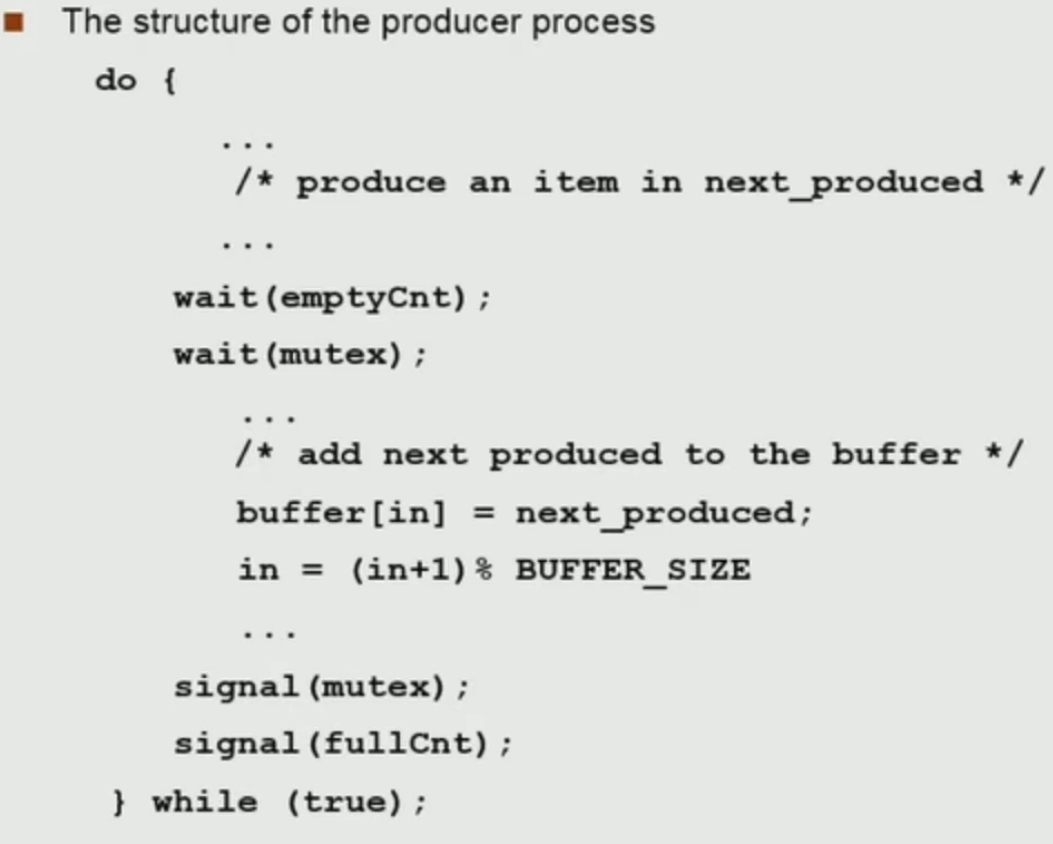 The structure of the producer process
do {
...
/* produce an item in next_produced */
...
wait(emptyCnt);
wait(mutex);
...
/* add next produced to the buffer */
buffer[in] = next_produced;
in = (in+1)% BUFFER_SIZE
...
signal(mutex);
signal(fullCnt);
} while (true);